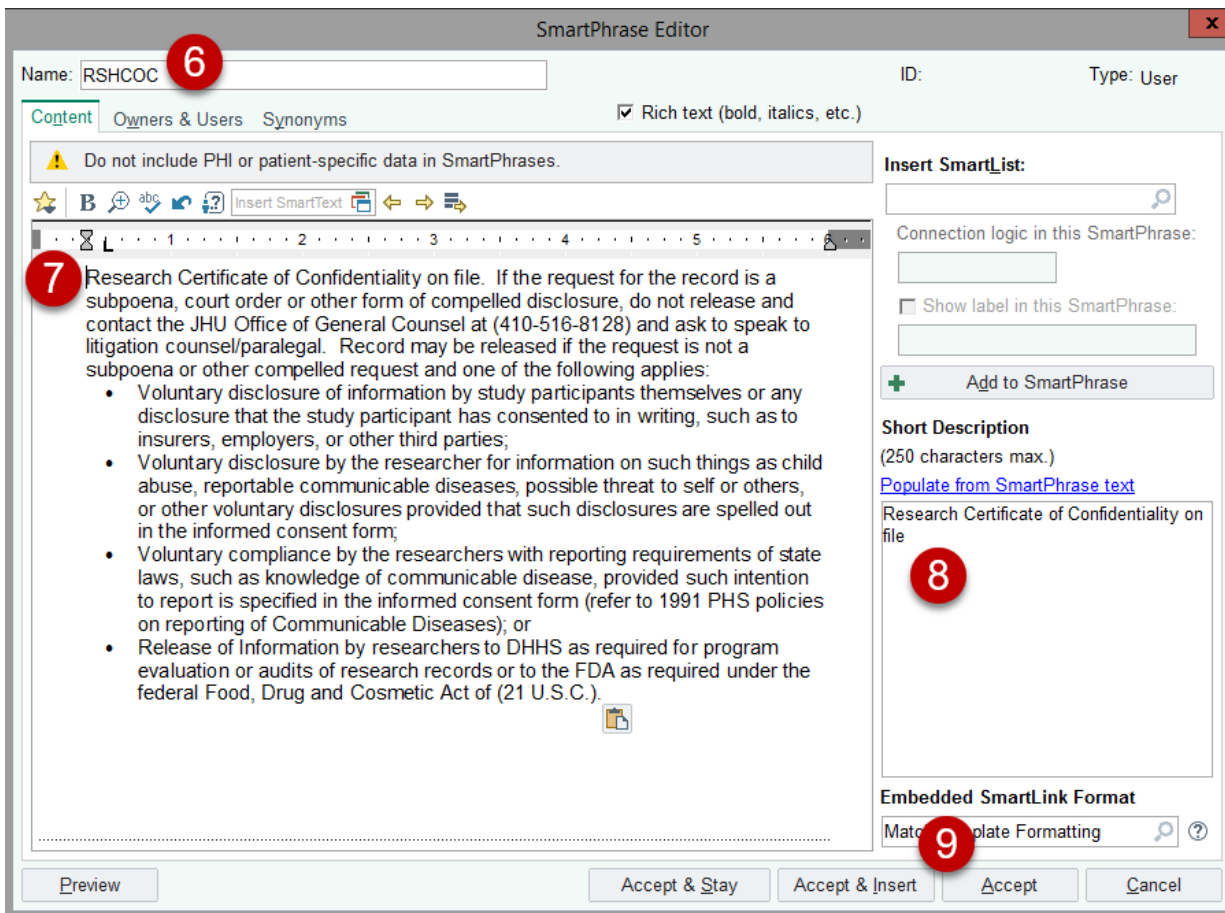 SmartPhrase Editor
x
Name: RSHCOC
6
ID:
Type: User
Content Owners & Users Synonyms
Rich text (bold, italics, etc.)
Do not include PHI or patient-specific data in SmartPhrases.
B abc Insert SmartText
L 1 2 3 4 5 6
7
Research Certificate of Confidentiality on file. If the request for the record is a
subpoena, court order or other form of compelled disclosure, do not release and
contact the JHU Office of General Counsel at (410-516-8128) and ask to speak to
litigation counsel/paralegal. Record may be released if the request is not a
subpoena or other compelled request and one of the following applies:
• Voluntary disclosure of information by study participants themselves or any
disclosure that the study participant has consented to in writing, such as to
insurers, employers, or other third parties;
• Voluntary disclosure by the researcher for information on such things as child
abuse, reportable communicable diseases, possible threat to self or others,
or other voluntary disclosures provided that such disclosures are spelled out
in the informed consent form;
• Voluntary compliance by the researchers with reporting requirements of state
laws, such as knowledge of communicable disease, provided such intention
to report is specified in the informed consent form (refer to 1991 PHS policies
on reporting of Communicable Diseases); or
• Release of Information by researchers to DHHS as required for program
evaluation or audits of research records or to the FDA as required under the
federal Food, Drug and Cosmetic Act of (21 U.S.C.).
Insert SmartList:
Connection logic in this SmartPhrase:
Show label in this SmartPhrase:
Add to SmartPhrase
Short Description
(250 characters max.)
Populate from SmartPhrase text
Research Certificate of Confidentiality on
file
8
Embedded SmartLink Format
Formatting
?
9
Preview
Accept & Stay
Accept & Insert
Accept
Cancel